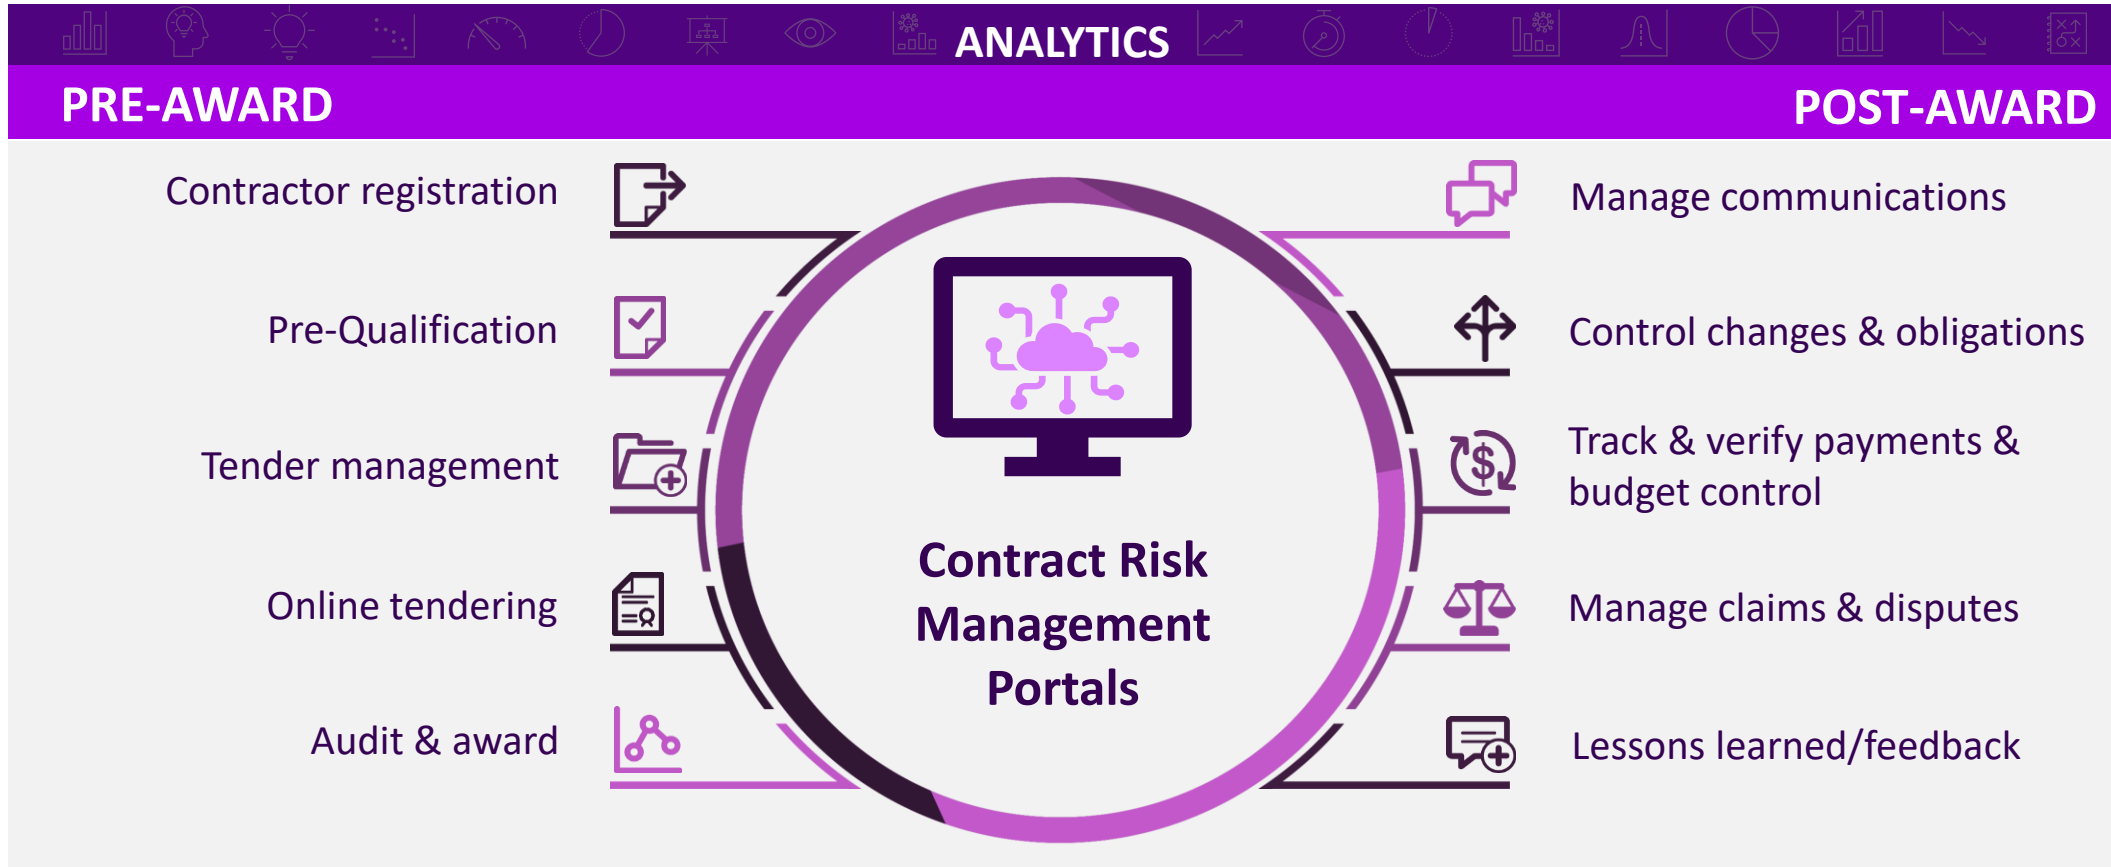 ANALYTICS
PRE-AWARD
POST-AWARD
Contractor registration
Pre-Qualification
Tender management
Online tendering
Audit & award
Contract Risk
Management
Portals
Manage communications
Control changes & obligations
Track & verify payments &
budget control
Manage claims & disputes
Lessons learned/feedback